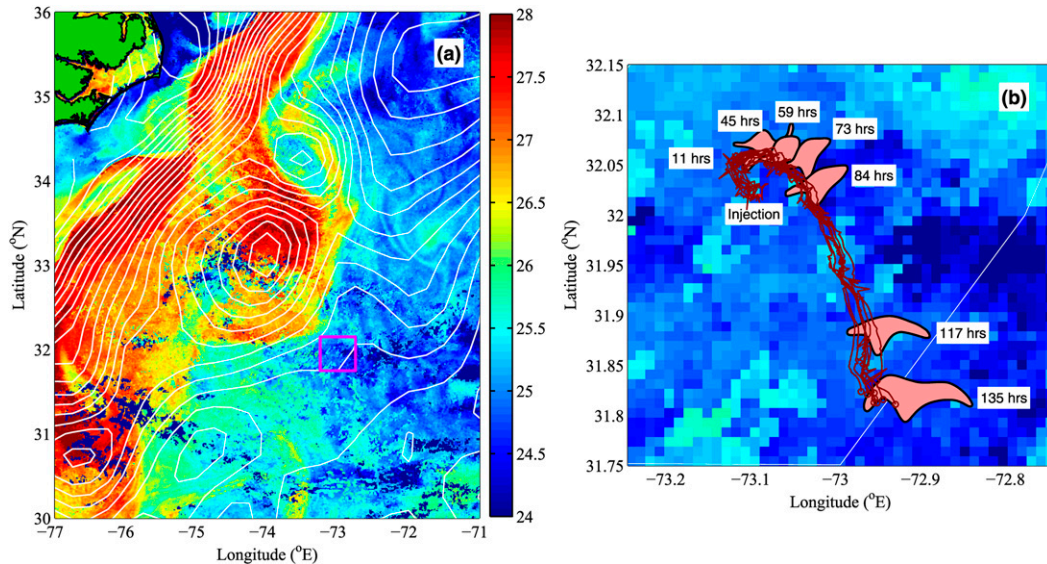 (a)
36
35
34
33
32
31
30
Latitude (°N)
−77
−76
−75
−74
−73
−72
−71
Longitude (°E)
28
27.5
27
26.5
26
25.5
25
24.5
24
(b)
32.15
32.1
32.05
32
31.95
31.9
31.85
31.8
31.75
Latitude (°N)
45 hrs
59 hrs
73 hrs
11 hrs
84 hrs
Injection
117 hrs
135 hrs
−73.2
−73.1
−73
−72.9
−72.8
Longitude (°E)